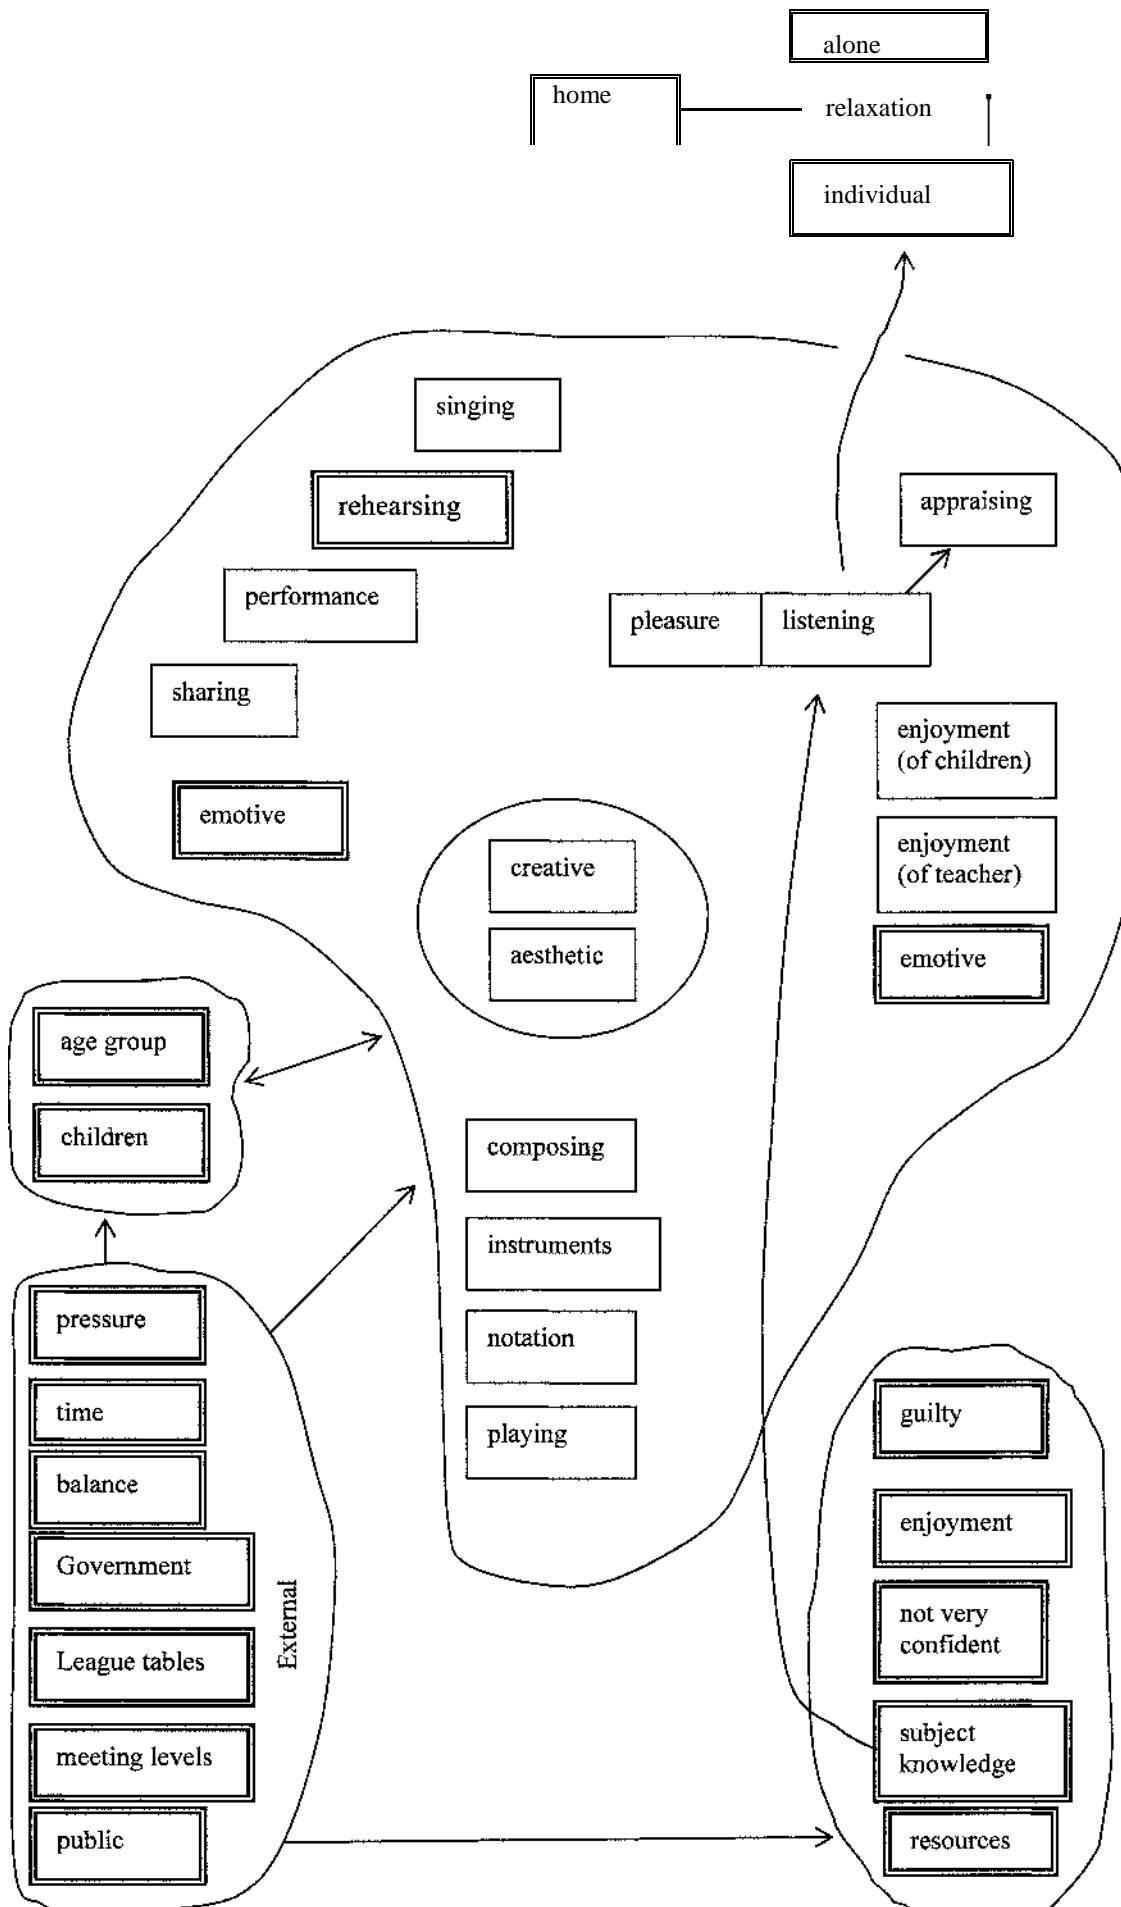 alone
home
relaxation
individual
singing
rehearsing
appraising
performance
pleasure
listening
sharing
enjoyment
(of children)
emotive
creative
enjoyment
(of teacher)
aesthetic
emotive
age group
children
composing
instruments
pressure
notation
time
guilty
playing
balance
enjoyment
Government
not very
confident
External
League tables
subject
knowledge
meeting levels
public
resources